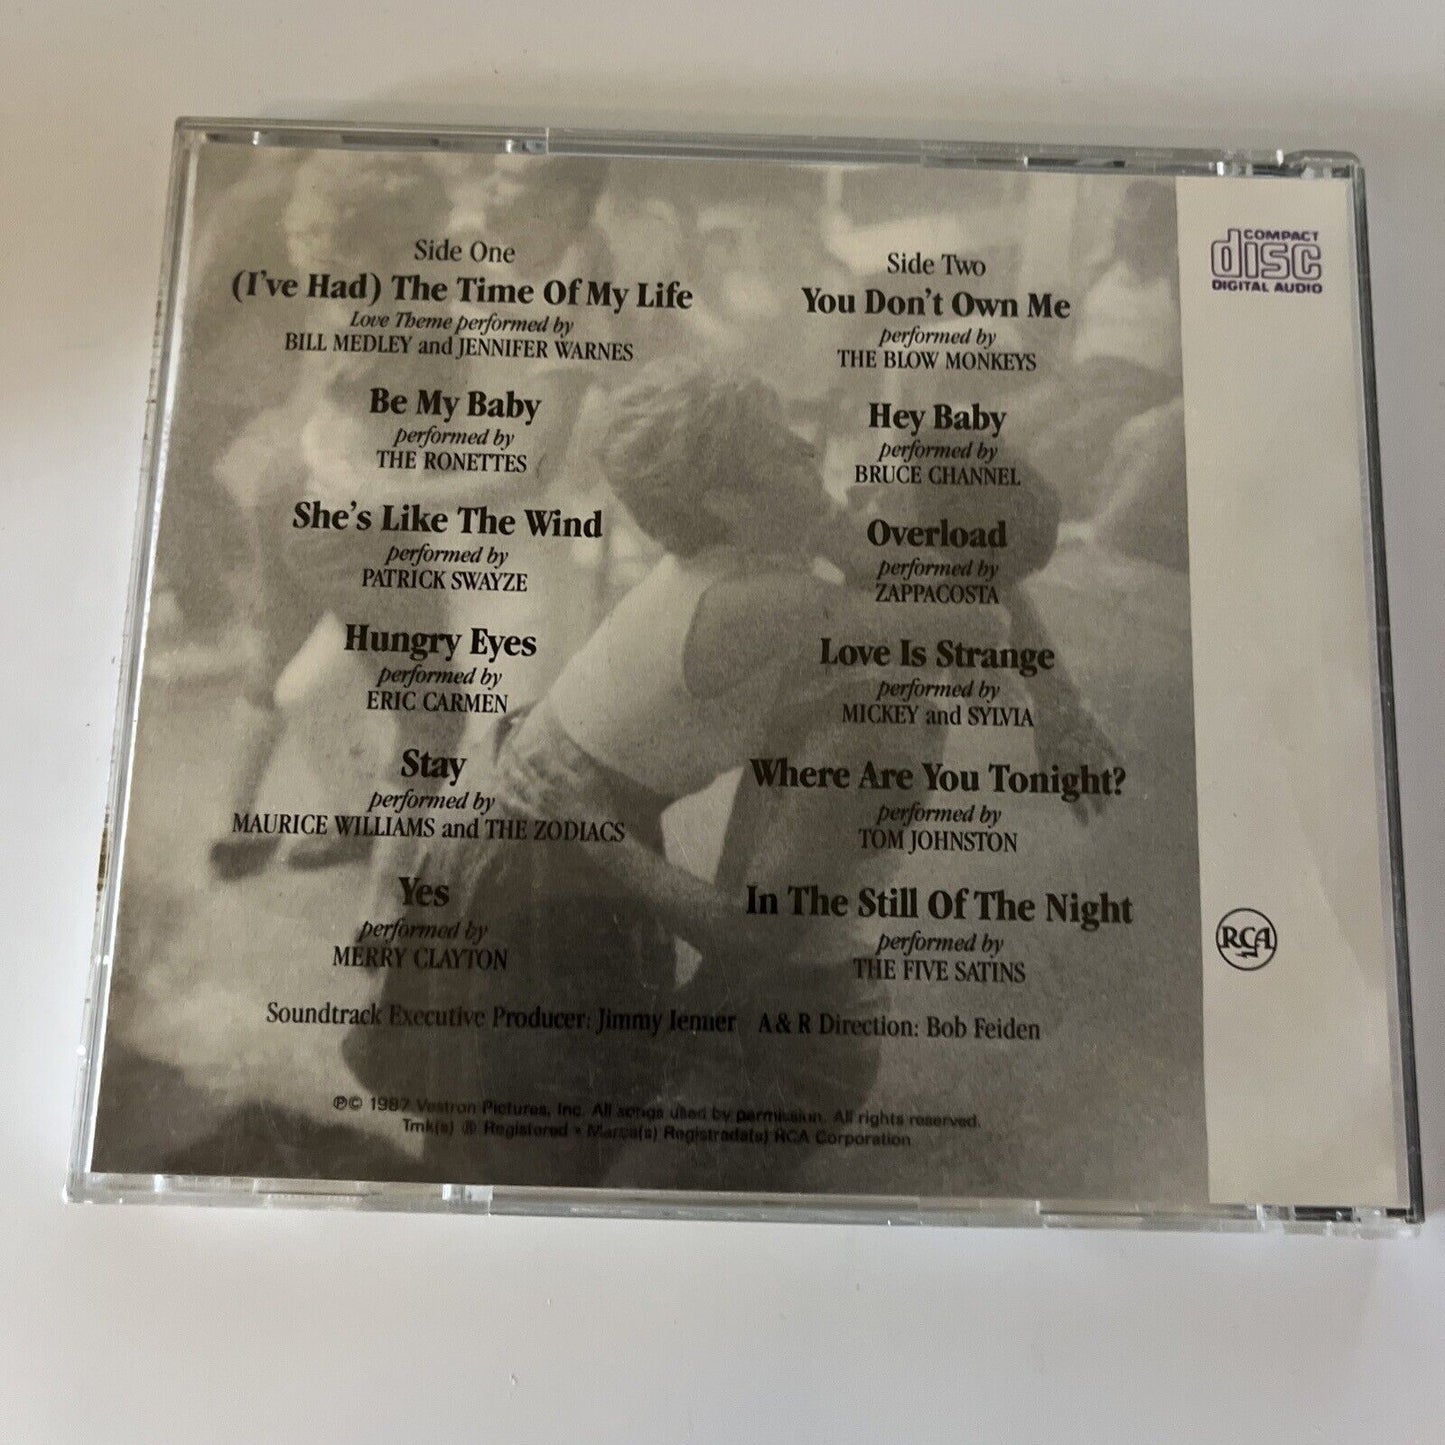 Side One
(I've Had) The Time Of My Life
Love Theme performed by
BILL MEDLEY and JENNIFER WARNES
Be My Baby
performed by
THE RONETTES
She's Like The Wind
performed by
PATRICK SWAYZE
Hungry Eyes
performed by
ERIC CARMEN
Stay
performed by
MAURICE WILLIAMS and THE ZODIACS
Yes
performed by
MERRY CLAYTON
Side Two
You Don't Own Me
performed by
THE BLOW MONKEYS
Hey Baby
performed by
BRUCE CHANNEL
Overload
performed by
ZAPPACOSTA
Love Is Strange
performed by
MICKEY and SYLVIA
Where Are You Tonight?
performed by
TOM JOHNSTON
In The Still Of The Night
performed by
THE FIVE SATINS
Soundtrack Executive Producer: Jimmy Ienner A & R Direction: Bob Feiden
℗© 1987 Vestron Pictures, Inc. All songs used by permission. All rights reserved.
Tmk(s) ® Registered • Marca(s) Registrada(s) RCA Corporation
COMPACT
disc
DIGITAL AUDIO
RCA